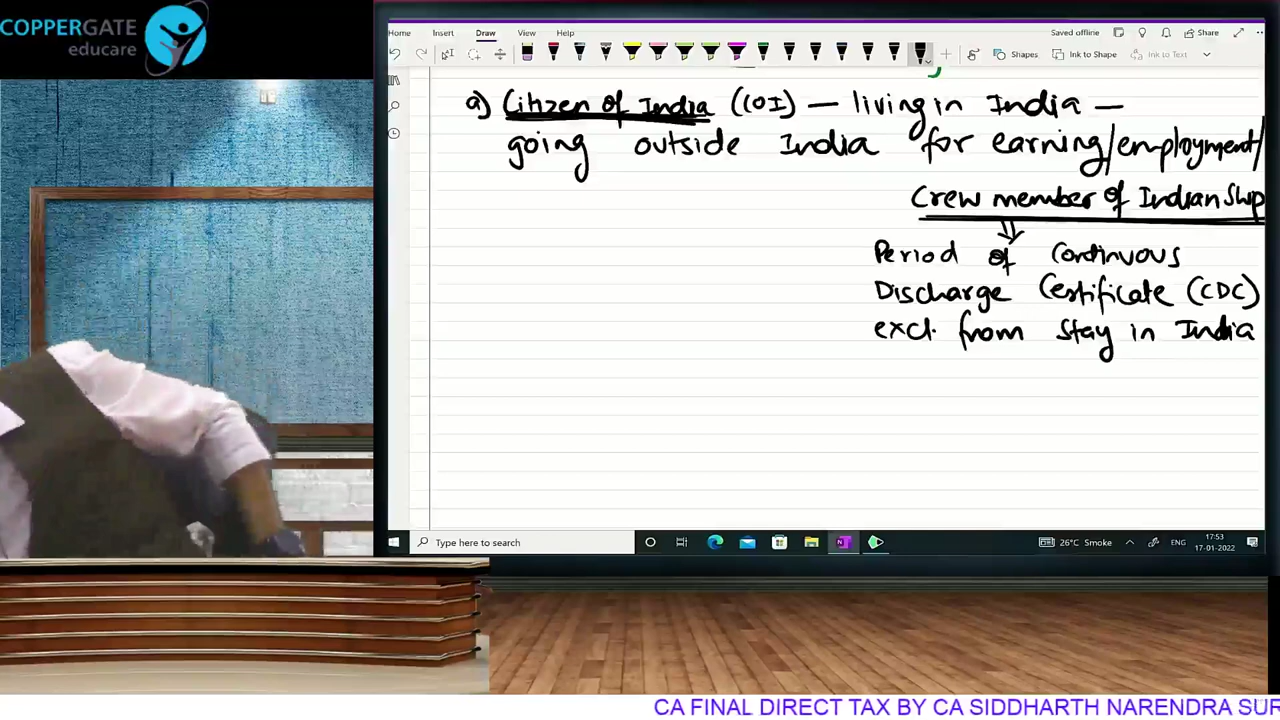 COPPERGATE
educare
Home Insert Draw View Help
Saved offline
Share
Shapes
Ink to Shape
Ink to Text
a) Citizen of India (COI) — living in India —
going outside India for earning/employment/
Crew member of Indian Ship
Period of Continuous
Discharge Certificate (CDC)
excl. from stay in India
Type here to search
26°C Smoke
ENG
17:53
17-01-2022
CA FINAL DIRECT TAX BY CA SIDDHARTH NARENDRA SUR